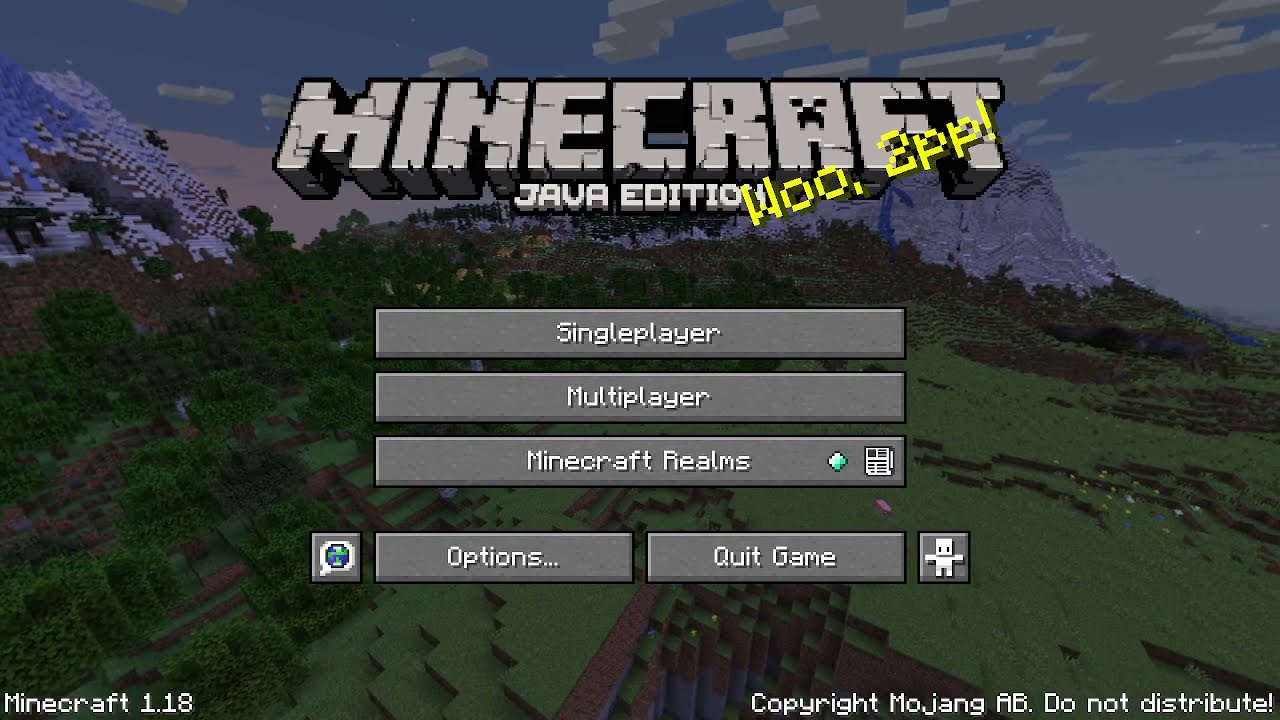 MINECRAFT
JAVA EDITION
Woo, 2pp!
Singleplayer
Multiplayer
Minecraft Realms
Options...
Quit Game
Minecraft 1.18
Copyright Mojang AB. Do not distribute!